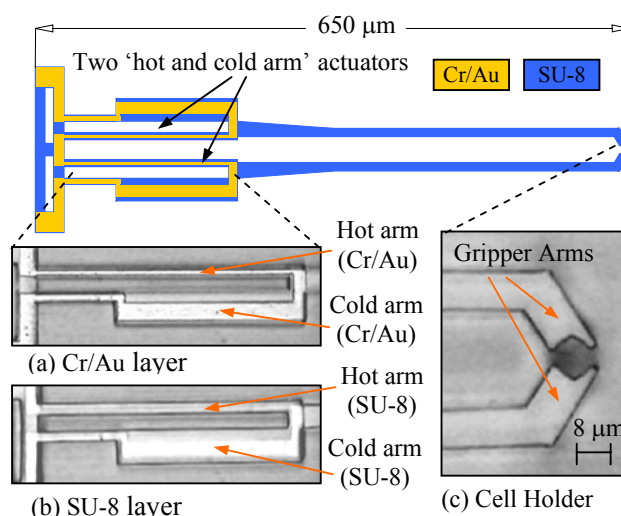 650 μm
Two ‘hot and cold arm’ actuators
Cr/Au
SU-8
Hot arm
(Cr/Au)
Cold arm
(Cr/Au)
(a) Cr/Au layer
Hot arm
(SU-8)
Cold arm
(SU-8)
(b) SU-8 layer
Gripper Arms
8 μm
(c) Cell Holder